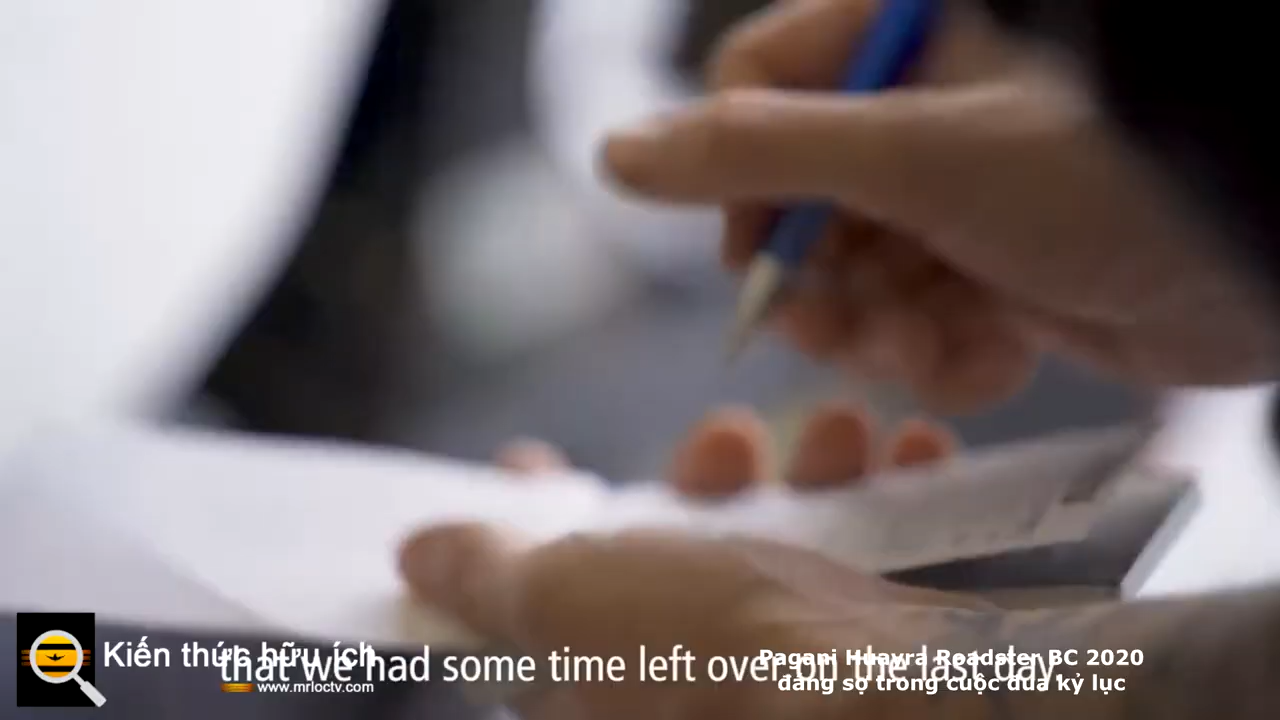 Kiến thức hữu ích
www.mrloctv.com
that we had some time left over on the last day.
Pagani Huayra Roadster BC 2020
đáng sợ trong cuộc đua kỷ lục